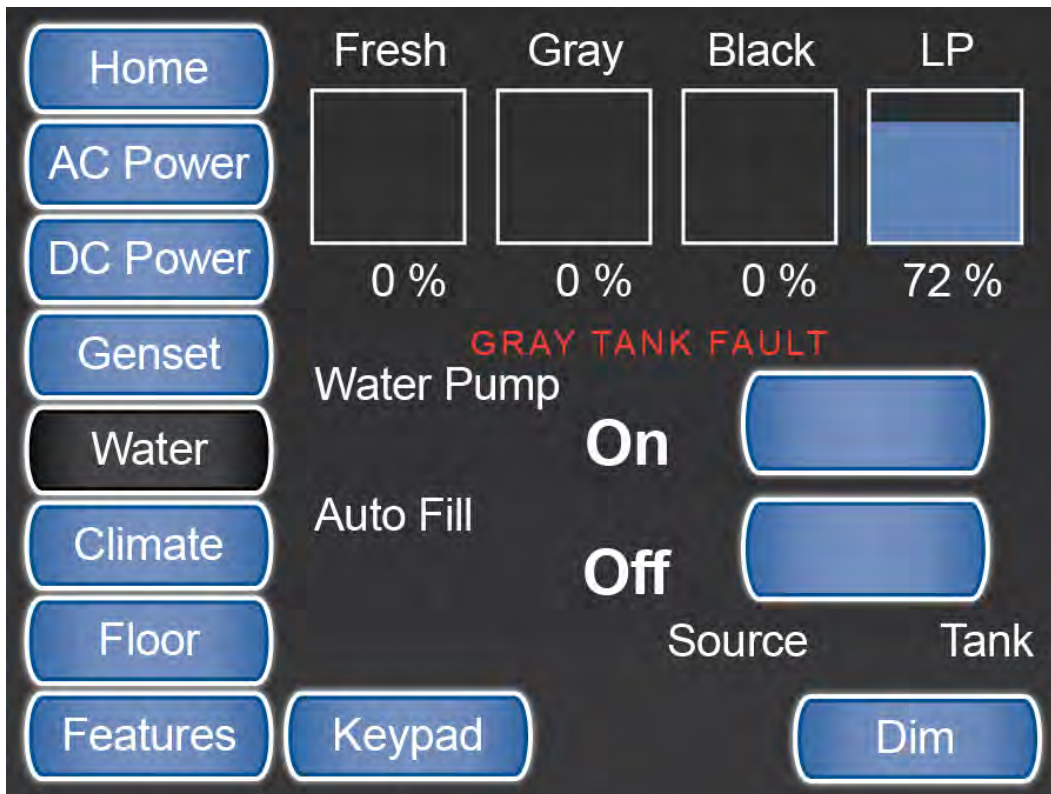 Home
AC Power
DC Power
Genset
Water
Climate
Floor
Features
Fresh Gray Black LP
0 % 0 % 0 % 72 %
GRAY TANK FAULT
Water Pump
On
Auto Fill
Off
Source Tank
Keypad
Dim